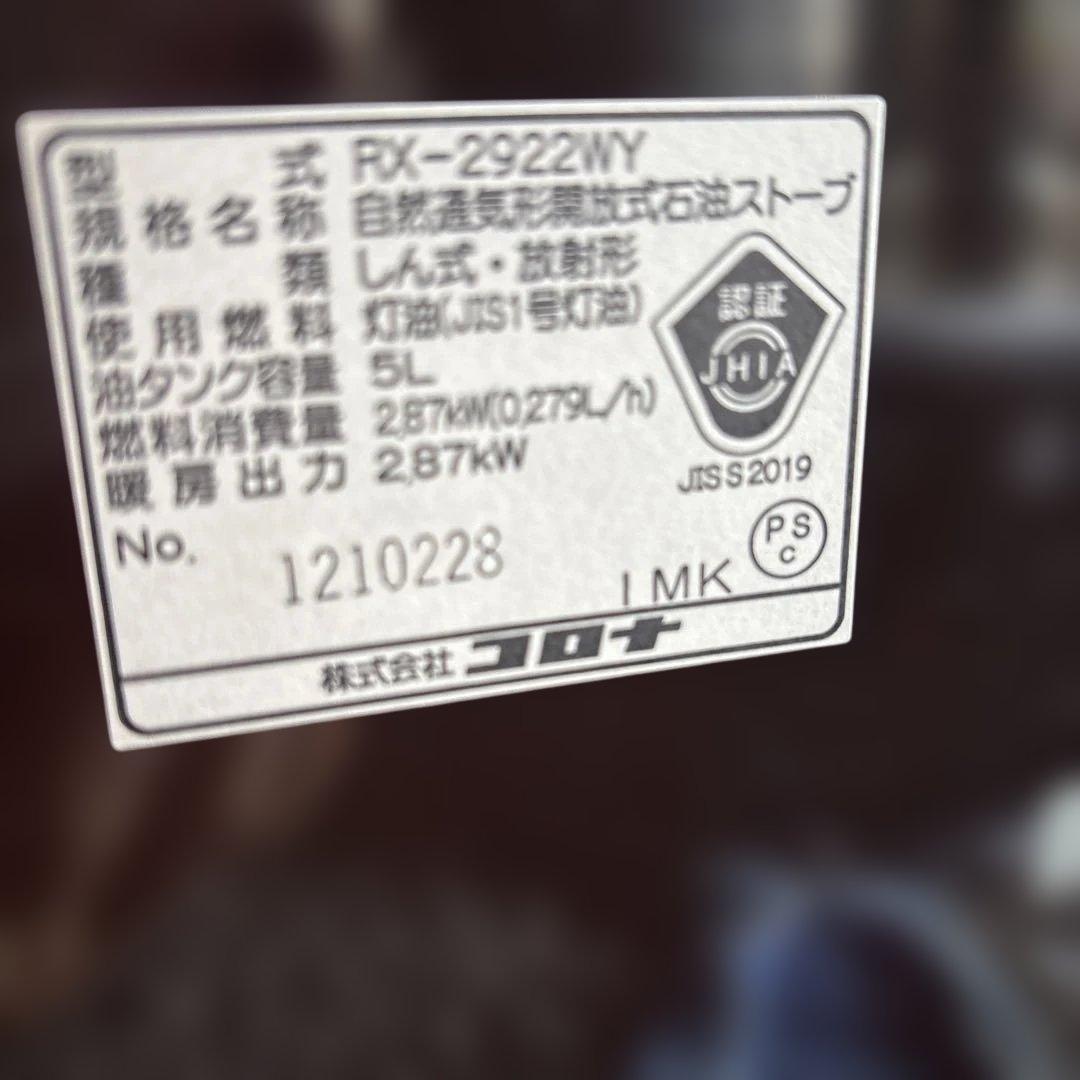 型式 RX-2922WY
規格名称 自然通気形開放式石油ストーブ
種類 しん式・放射形
使用燃料 灯油(JIS1号灯油)
油タンク容量 5L
燃料消費量 2,87kW(0,279L/h)
暖房出力 2,87kW
認証
JHIA
JIS S 2019
No. 1210228
PS
C
I MK
株式会社 コロナ